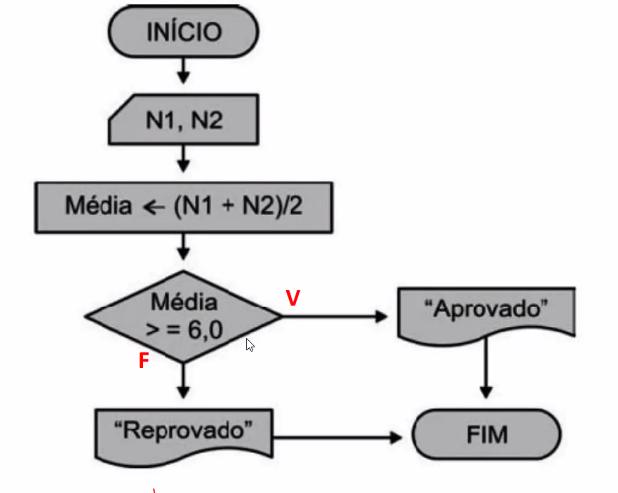 INÍCIO
N1, N2
Média ← (N1 + N2)/2
Média
> = 6,0
V
F
“Aprovado”
“Reprovado”
FIM